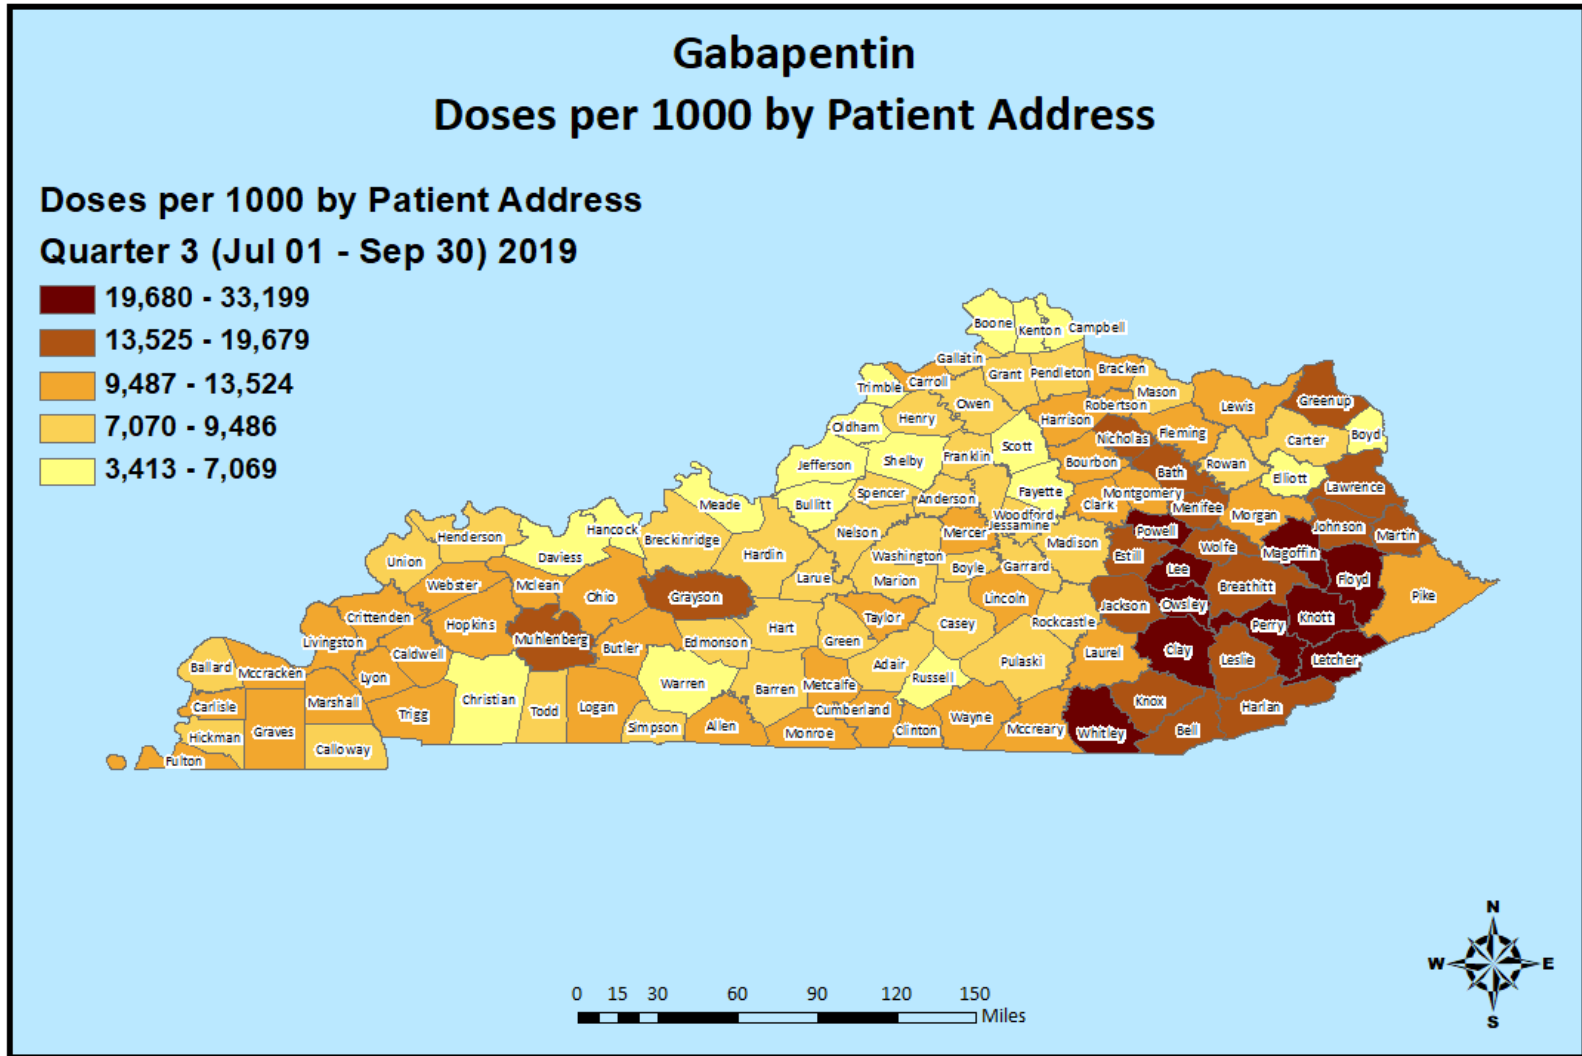 Gabapentin
Doses per 1000 by Patient Address
Doses per 1000 by Patient Address
Quarter 3 (Jul 01 - Sep 30) 2019
19,680 - 33,199
13,525 - 19,679
9,487 - 13,524
7,070 - 9,486
3,413 - 7,069
Boone
Kenton
Campbell
Gallatin
Grant
Pendleton
Bracken
Trimble
Carroll
Mason
Owen
Robertson
Lewis
Greenup
Henry
Harrison
Oldham
Nicholas
Fleming
Boyd
Carter
Scott
Jefferson
Shelby
Franklin
Bourbon
Bath
Rowan
Elliott
Lawrence
Spencer
Anderson
Fayette
Montgomery
Meade
Bullitt
Clark
Menifee
Morgan
Woodford
Jessamine
Hancock
Breckinridge
Nelson
Mercer
Powell
Johnson
Martin
Henderson
Daviess
Hardin
Washington
Madison
Estill
Wolfe
Magoffin
Union
Larue
Marion
Boyle
Garrard
Lee
Floyd
Webster
Mclean
Ohio
Grayson
Lincoln
Jackson
Owsley
Breathitt
Pike
Crittenden
Hopkins
Muhlenberg
Hart
Taylor
Casey
Rockcastle
Perry
Knott
Livingston
Caldwell
Butler
Edmonson
Green
Laurel
Clay
Leslie
Letcher
Ballard
Mccracken
Lyon
Warren
Barren
Metcalfe
Adair
Russell
Pulaski
Carlisle
Marshall
Trigg
Christian
Todd
Logan
Cumberland
Knox
Harlan
Hickman
Graves
Calloway
Simpson
Allen
Monroe
Clinton
Wayne
Mccreary
Whitley
Bell
Fulton
N
W
E
S
0 15 30 60 90 120 150
Miles